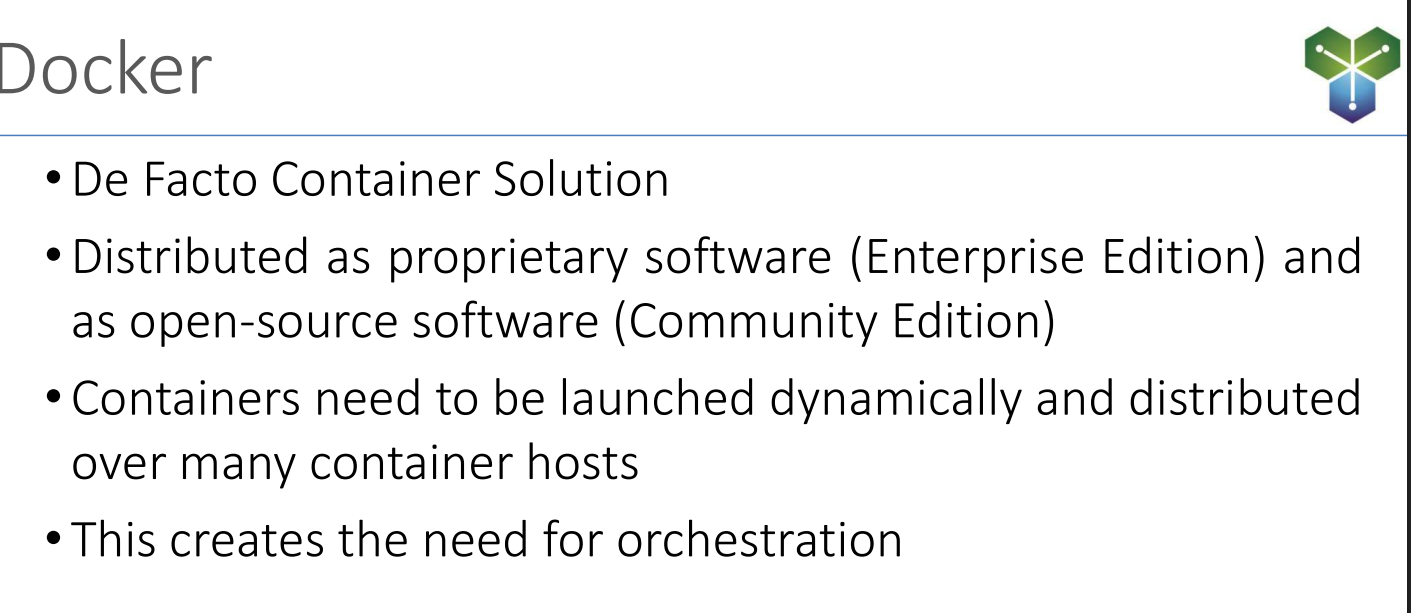 Docker
• De Facto Container Solution
• Distributed as proprietary software (Enterprise Edition) and
as open-source software (Community Edition)
• Containers need to be launched dynamically and distributed
over many container hosts
• This creates the need for orchestration